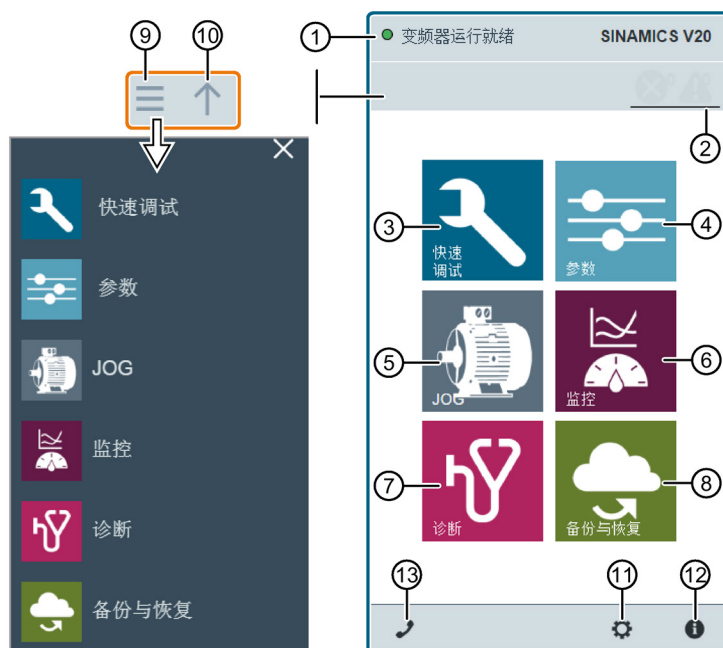 ⑨
⑩
快速调试
参数
JOG
监控
诊断
备份与恢复
①
变频器运行就绪 SINAMICS V20
②
③
快速
调试
④
参数
⑤
JOG
⑥
监控
⑦
诊断
⑧
备份与恢复
⑬
⑪
⑫